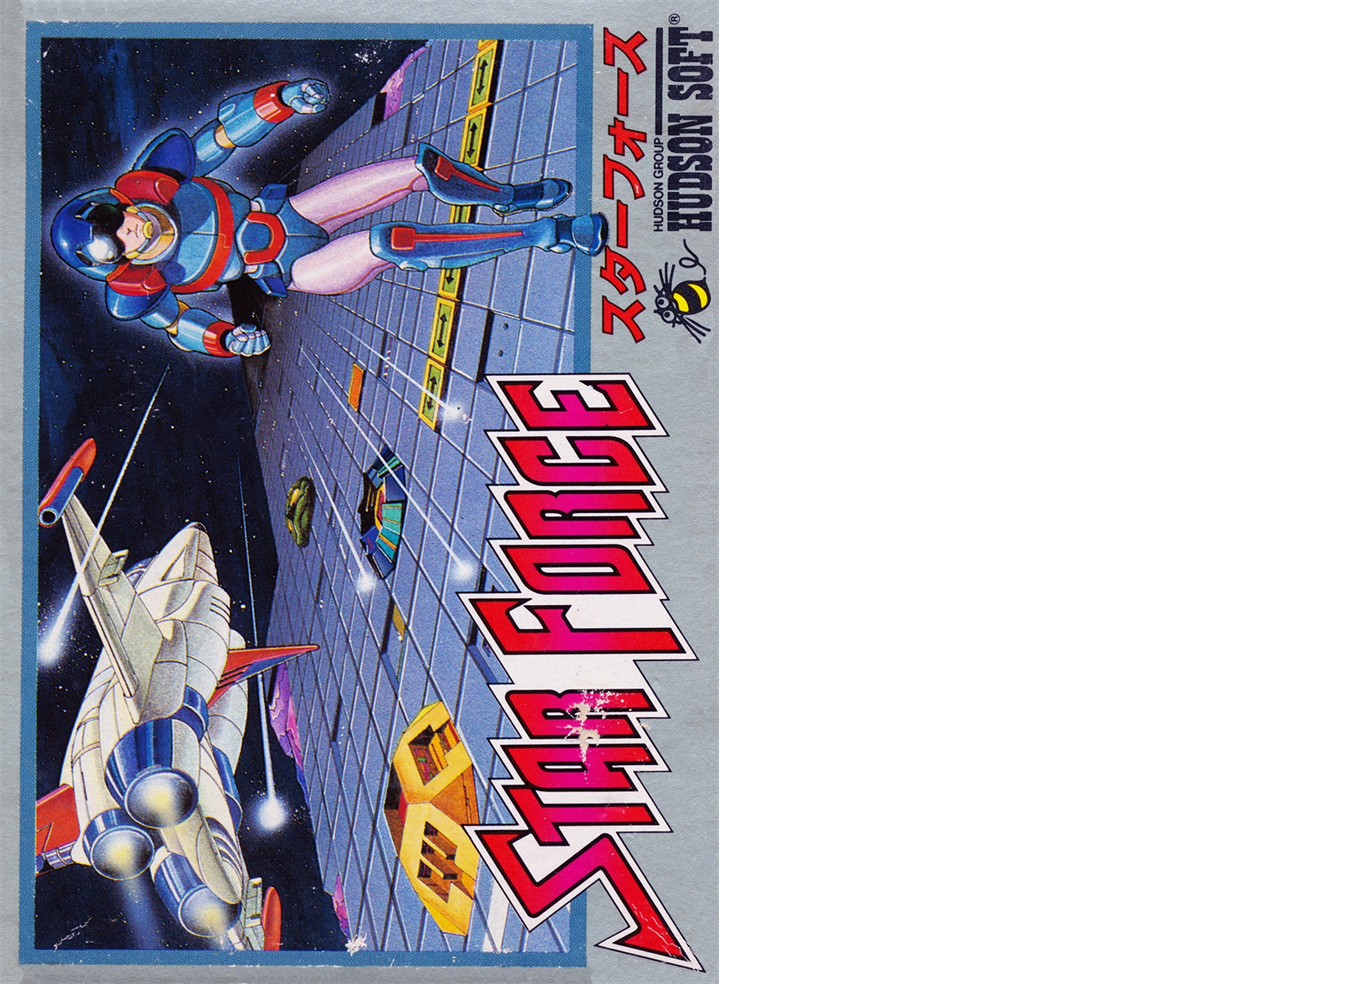 STAR FORCE
スターフォース
HUDSON GROUP
HUDSON SOFT®